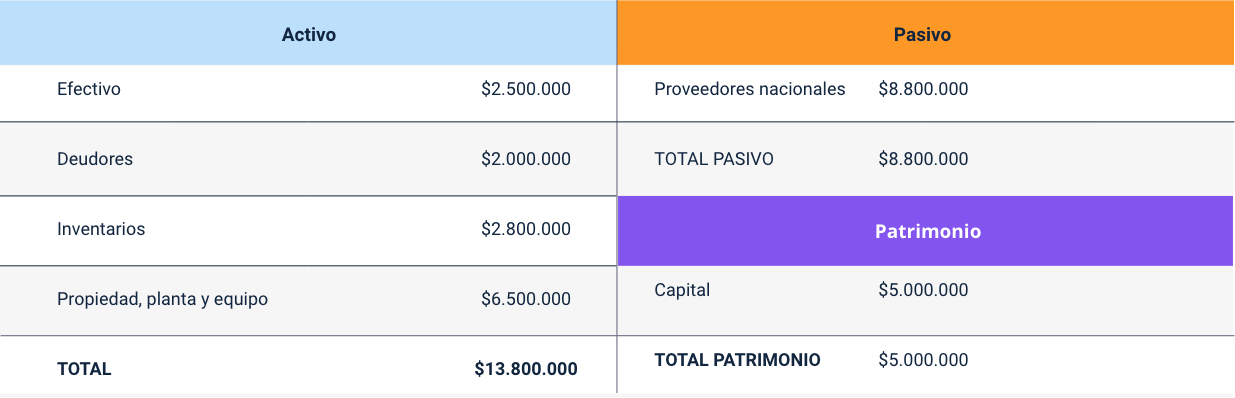 Activo Pasivo
Efectivo $2.500.000 Proveedores nacionales $8.800.000
Deudores $2.000.000 TOTAL PASIVO $8.800.000
Inventarios $2.800.000 Patrimonio
Propiedad, planta y equipo $6.500.000 Capital $5.000.000
TOTAL $13.800.000 TOTAL PATRIMONIO $5.000.000